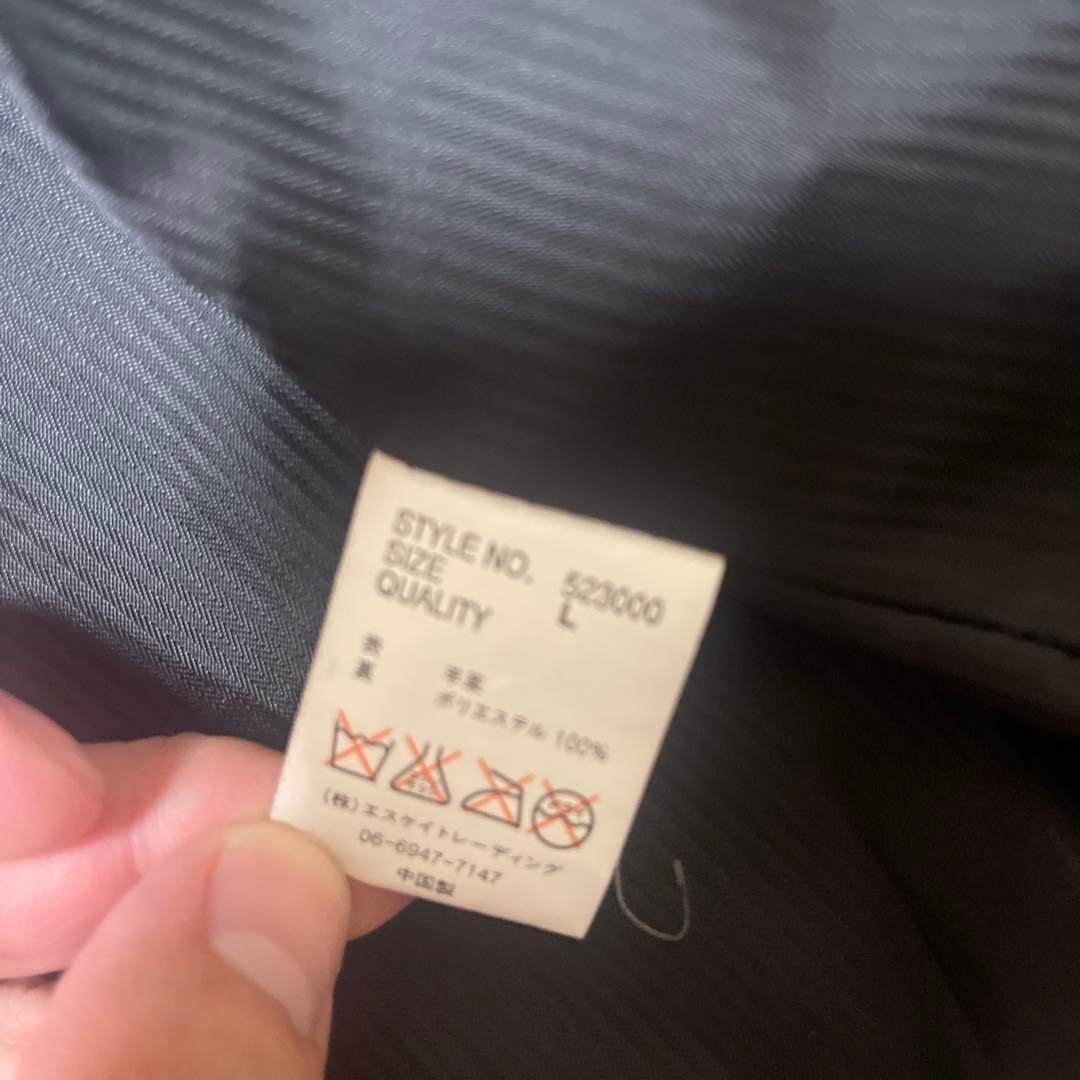 STYLE NO. 523000
SIZE L
QUALITY
表 羊革
裏 ポリエステル 100%
(株)エスケイトレーディング
06-6947-7147
中国製